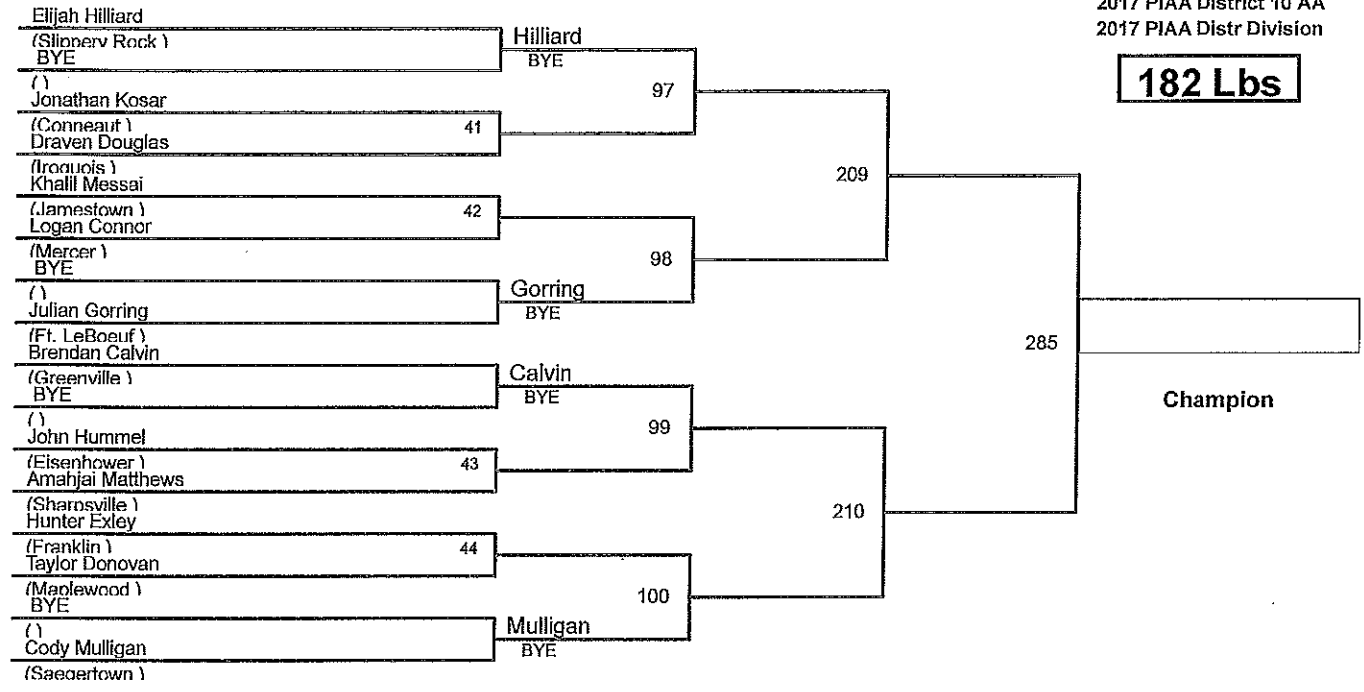 2017 PIAA District 10 AA
2017 PIAA Distr Division
182 Lbs
Elijah Hilliard
(Slippery Rock )
BYE
Hilliard
BYE
( )
Jonathan Kosar
97
(Conneaut )
41
Draven Douglas
(Iroquois )
Khalil Messai
209
(Jamestown )
42
Logan Connor
(Mercer )
BYE
98
( )
Julian Gorring
Gorring
BYE
(Ft. LeBoeuf )
Brendan Calvin
285
(Greenville )
BYE
Calvin
BYE
Champion
( )
John Hummel
99
(Eisenhower )
43
Amahjai Matthews
(Sharpsville )
Hunter Exley
210
(Franklin )
44
Taylor Donovan
(Maplewood )
BYE
100
( )
Cody Mulligan
Mulligan
BYE
(Saegertown )